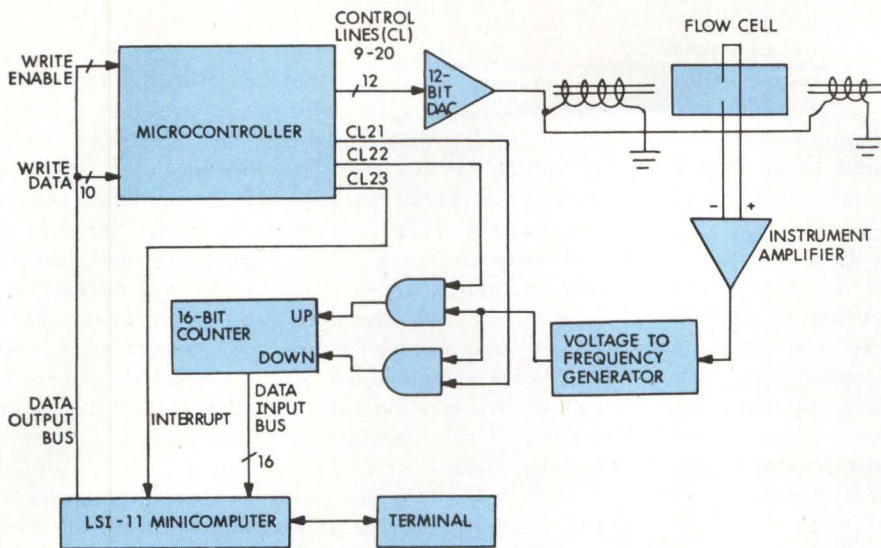 CONTROL
LINES (CL)
9-20
WRITE
ENABLE
12
12-
BIT
DAC
FLOW CELL
MICROCONTROLLER
CL21
CL22
CL23
WRITE
DATA
10
- +
INSTRUMENT
AMPLIFIER
16-BIT
COUNTER
UP
DOWN
VOLTAGE TO
FREQUENCY
GENERATOR
DATA
OUTPUT
BUS
INTERRUPT
DATA
INPUT
BUS
16
LSI-11 MINICOMPUTER
TERMINAL